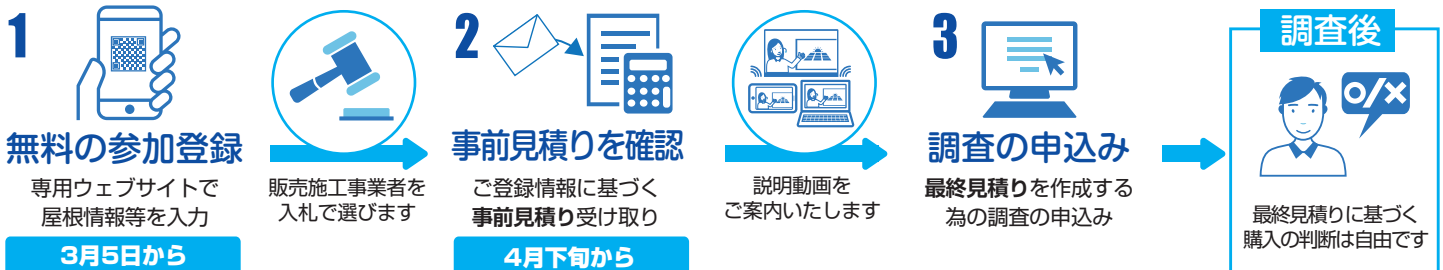 1
無料の参加登録
専用ウェブサイトで
屋根情報等を入力
3月5日から
販売施工事業者を
入札で選びます
2
事前見積りを確認
ご登録情報に基づく
事前見積り受け取り
4月下旬から
説明動画を
ご案内いたします
3
調査の申込み
最終見積りを作成する
為の調査の申込み
調査後
○/×
最終見積りに基づく
購入の判断は自由です